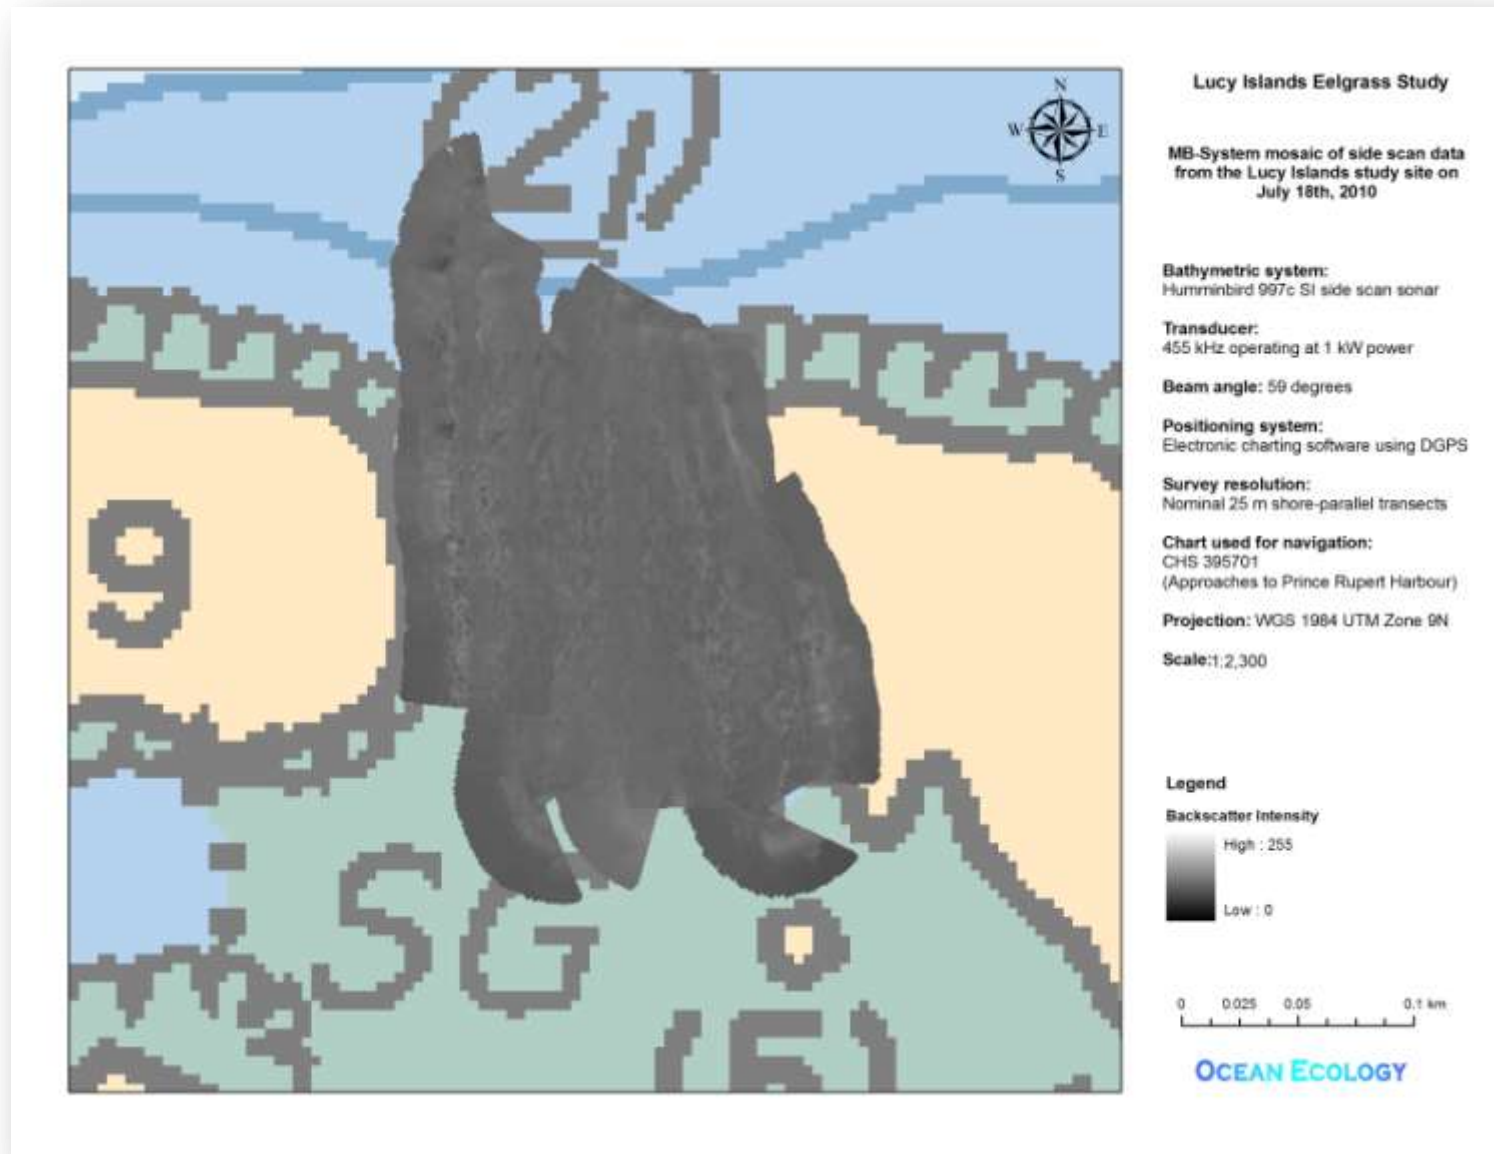 21)
9
SG
(5)
N
W
E
S
Lucy Islands Eelgrass Study
MB-System mosaic of side scan data
from the Lucy Islands study site on
July 18th, 2010
Bathymetric system:
Humminbird 997c SI side scan sonar
Transducer:
455 kHz operating at 1 kW power
Beam angle: 59 degrees
Positioning system:
Electronic charting software using DGPS
Survey resolution:
Nominal 25 m shore-parallel transects
Chart used for navigation:
CHS 395701
(Approaches to Prince Rupert Harbour)
Projection: WGS 1984 UTM Zone 9N
Scale:1:2,300
Legend
Backscatter Intensity
High : 255
Low : 0
0 0.025 0.05 0.1 km
OCEAN ECOLOGY